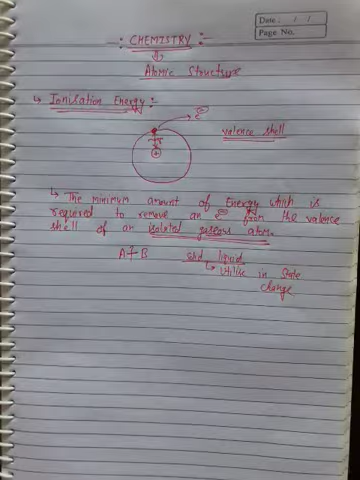 Date : / /
Page No.
: CHEMISTRY :-
Atomic Structure
↳ Ionisation Energy :-
valence shell
↳ The minimum amount of Energy which is
required to remove an e⁻ from the valence
shell of an isolated gaseous atom.
A + B
solid, liquid
↳ Utilise in State
change